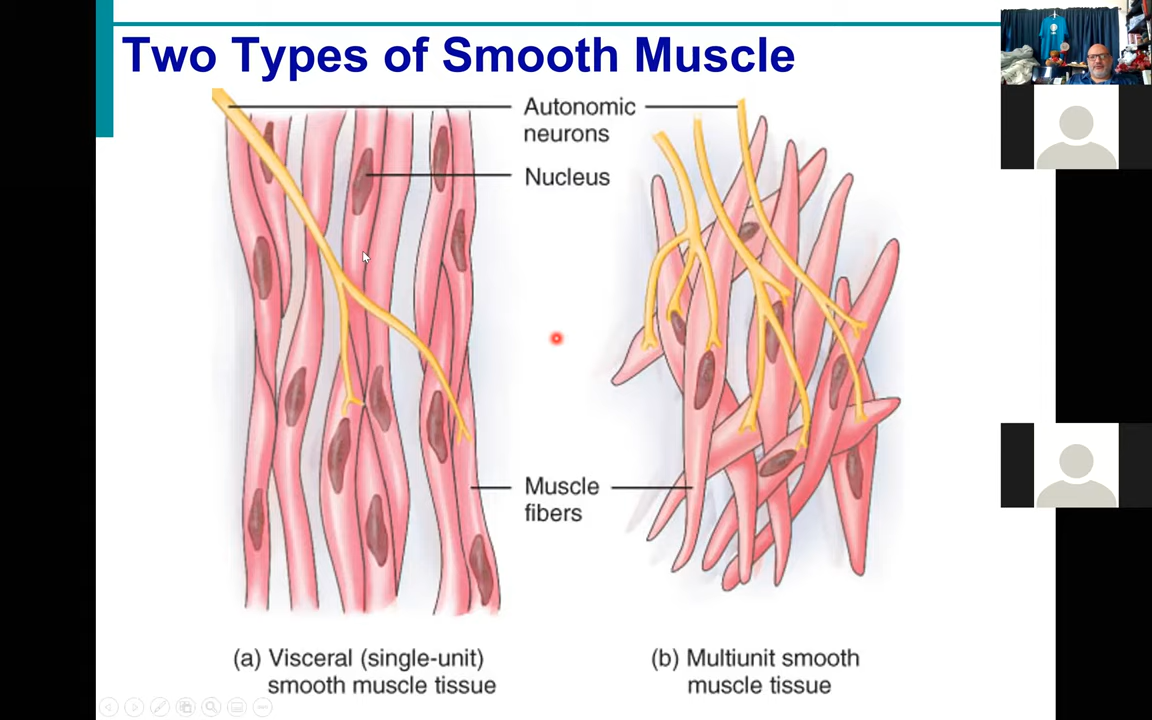 Two Types of Smooth Muscle
Autonomic
neurons
Nucleus
Muscle
fibers
(a) Visceral (single-unit)
smooth muscle tissue
(b) Multiunit smooth
muscle tissue